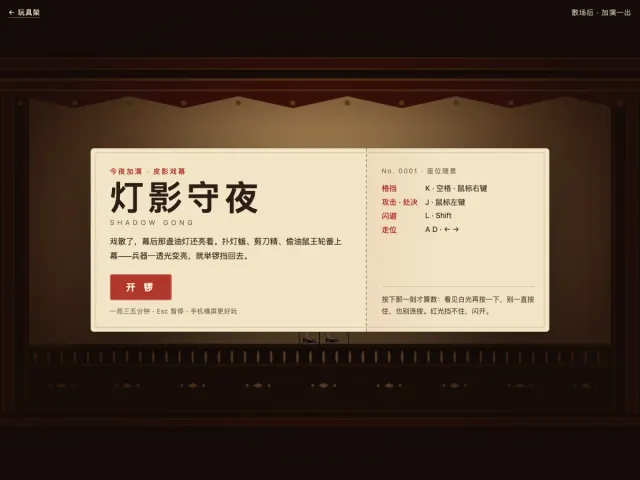 ← 玩具架
散场后 · 加演一出
今夜加演 · 皮影戏幕
灯影守夜
SHADOW GONG
戏散了，幕后那盏油灯还亮着。扑灯蛾、剪刀精、偷油鼠王轮番上
幕——兵器一透光变亮，就举锣挡回去。
开 锣
一局三五分钟 · Esc 暂停 · 手机横屏更好玩
No. 0001 · 座位随意
格挡 K · 空格 · 鼠标右键
攻击 · 处决 J · 鼠标左键
闪避 L · Shift
走位 A D · ← →
按下那一刻才算数：看见白光再按一下，别一直按
住，也别连按。红光挡不住，闪开。